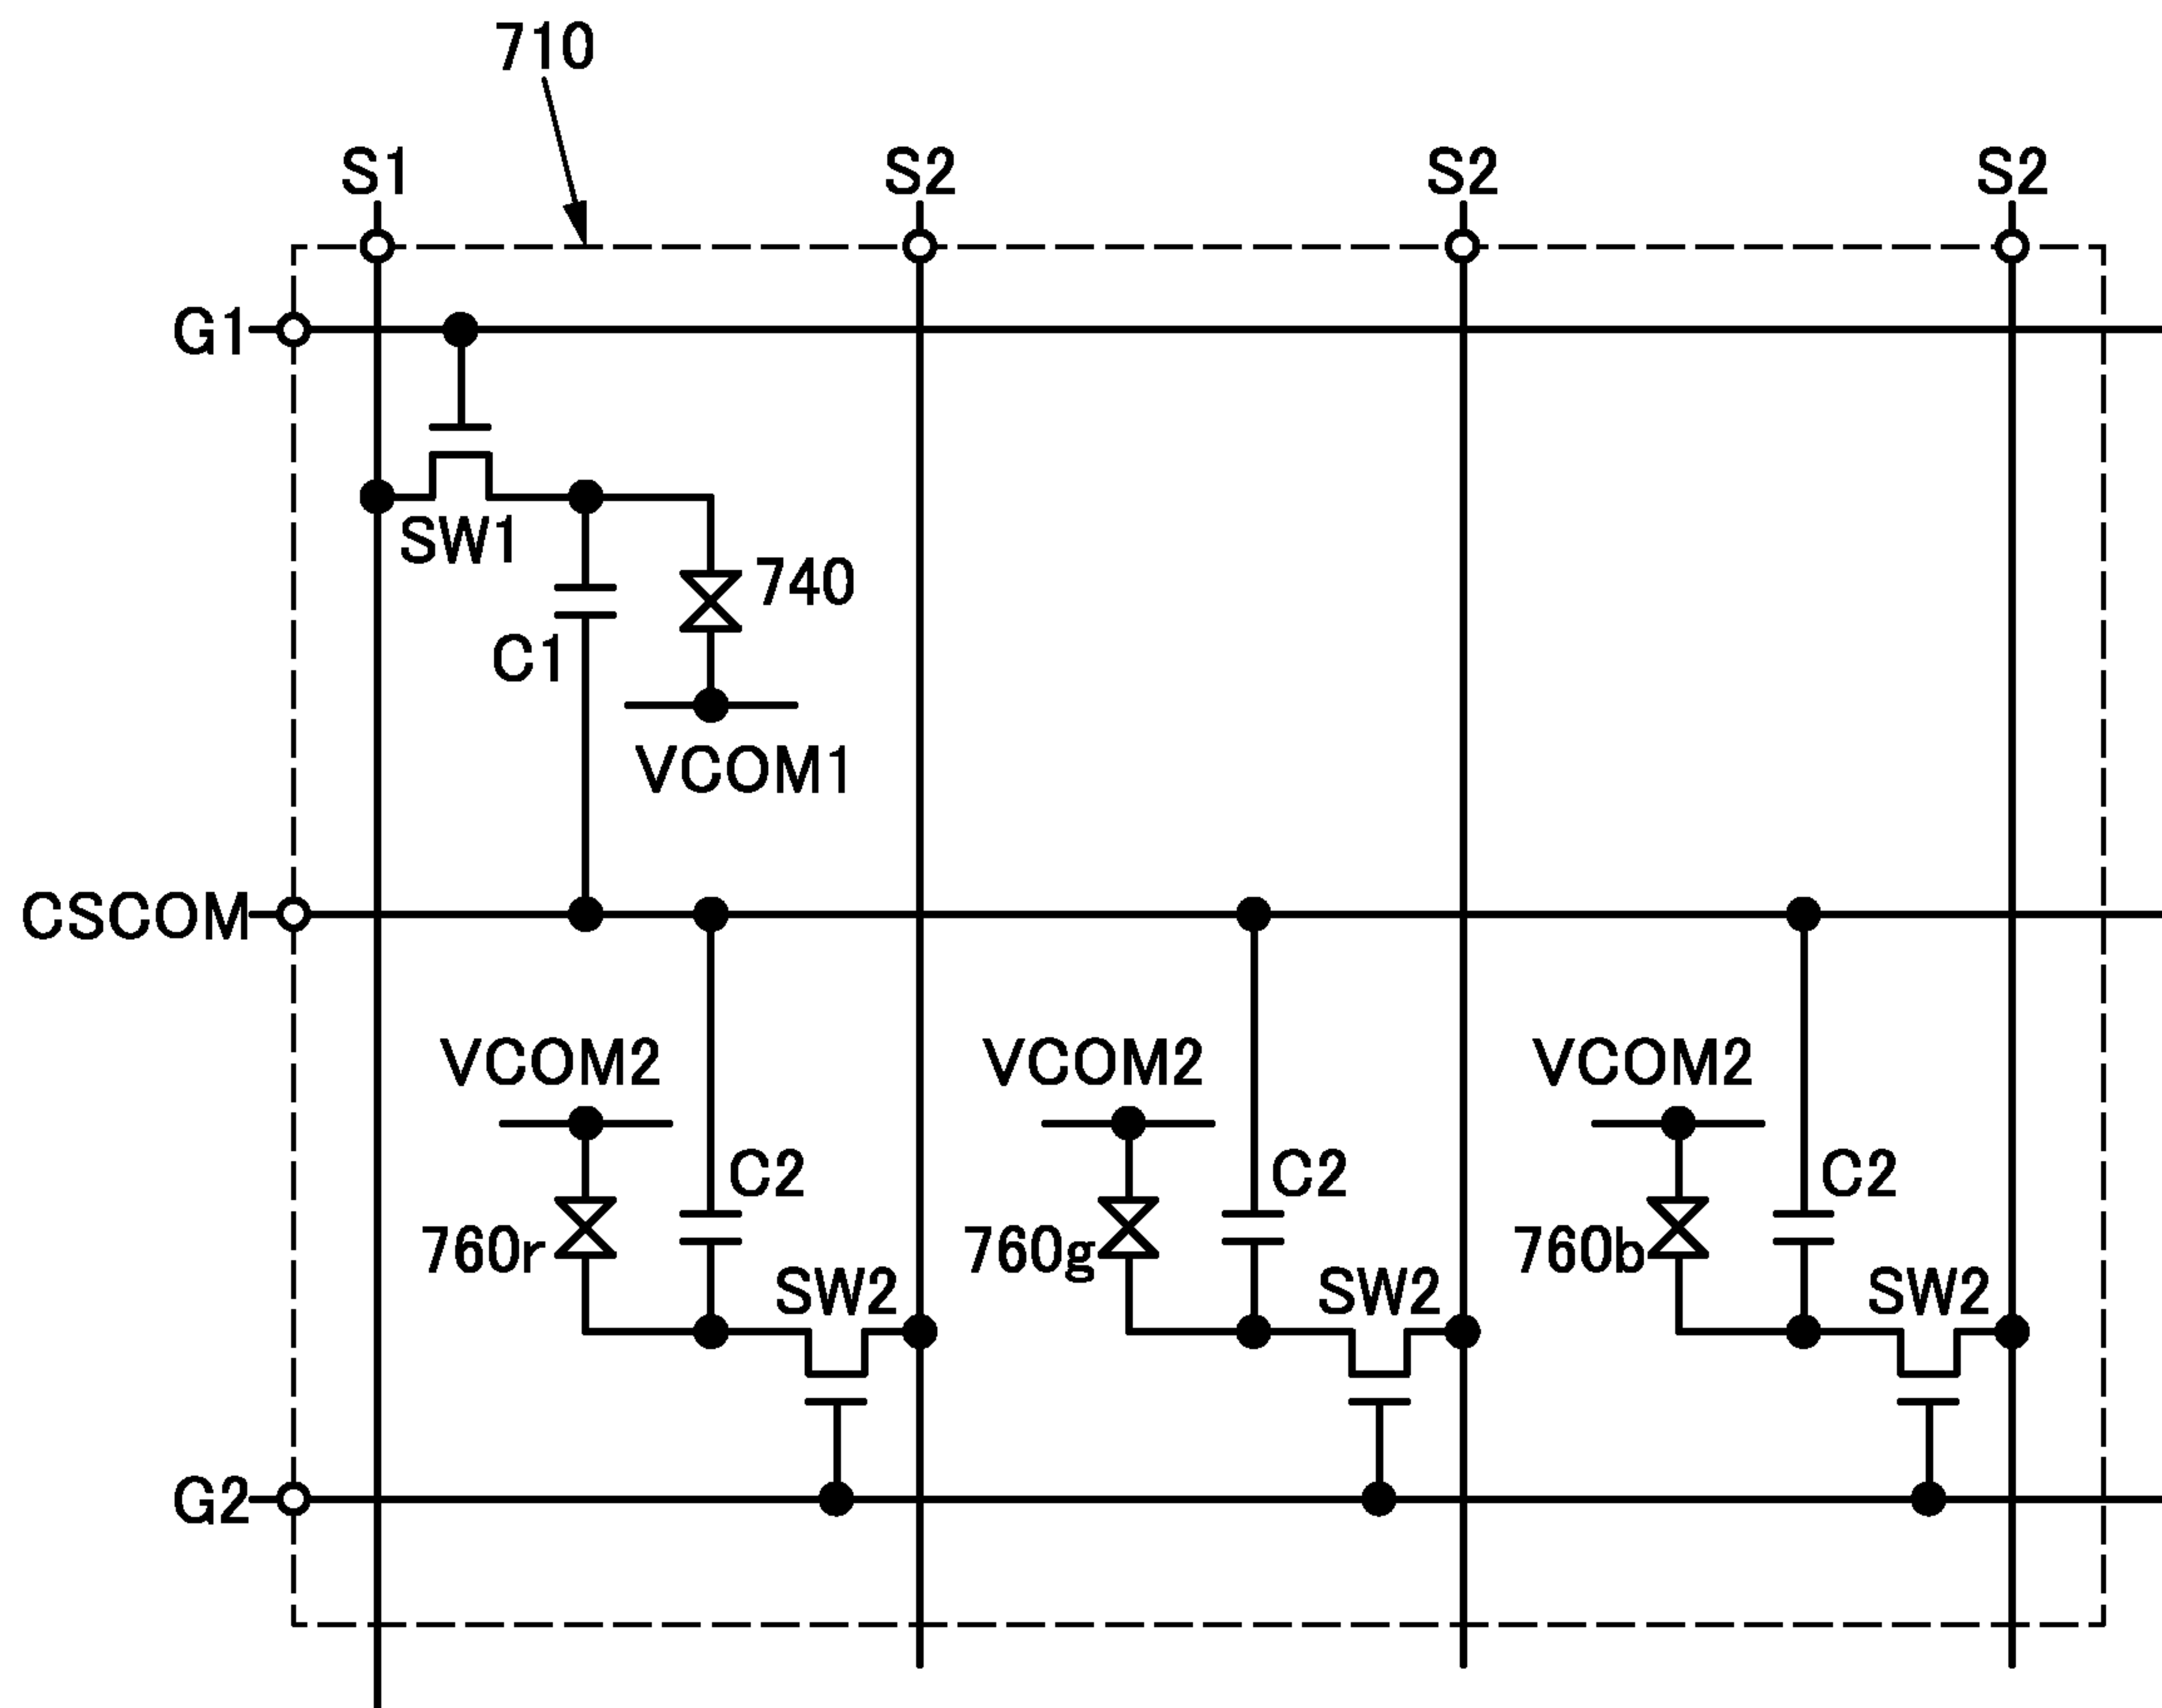 710
S1 S2 S2 S2
G1
SW1
740
C1
VCOM1
CSCOM
VCOM2 VCOM2 VCOM2
C2 C2 C2
760r 760g 760b
SW2 SW2 SW2
G2